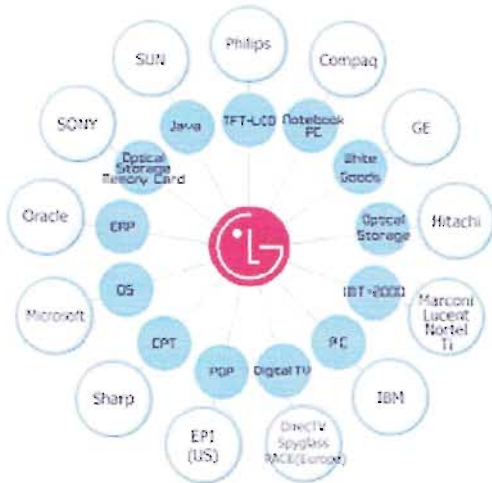 Philips
TFT-LCD
Compaq
Notebook
PC
GE
White
Goods
Hitachi
Optical
Storage
Marconi
Lucent
Nortel
Ti
IMT-2000
IBM
PC
DirecTV
Spyglass
PACE(Europe)
Digital TV
EPI
(US)
PDP
Sharp
CPT
Microsoft
OS
Oracle
ERP
SONY
Optical
Storage
Memory Card
SUN
Java
LG